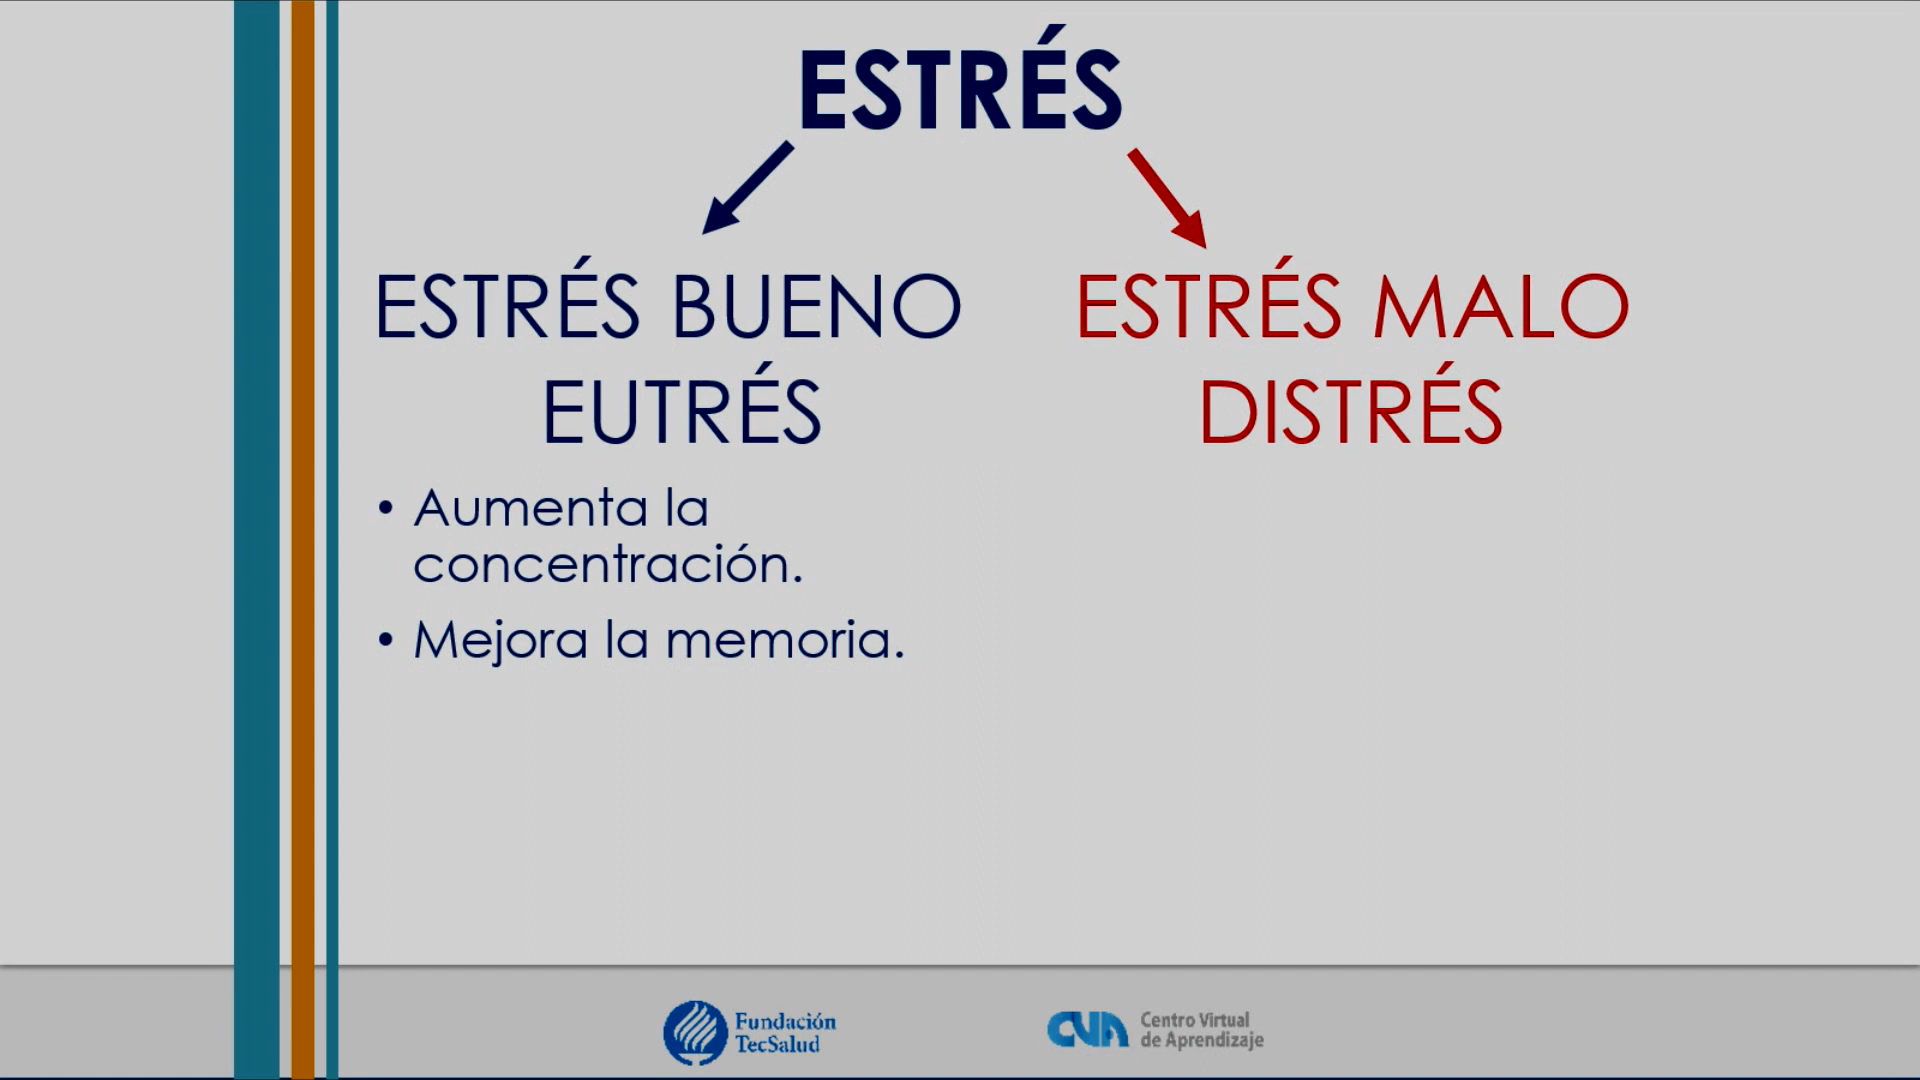 ESTRÉS
ESTRÉS BUENO
EUTRÉS
• Aumenta la
concentración.
• Mejora la memoria.
ESTRÉS MALO
DISTRÉS
Fundación
TecSalud
CVA
Centro Virtual
de Aprendizaje